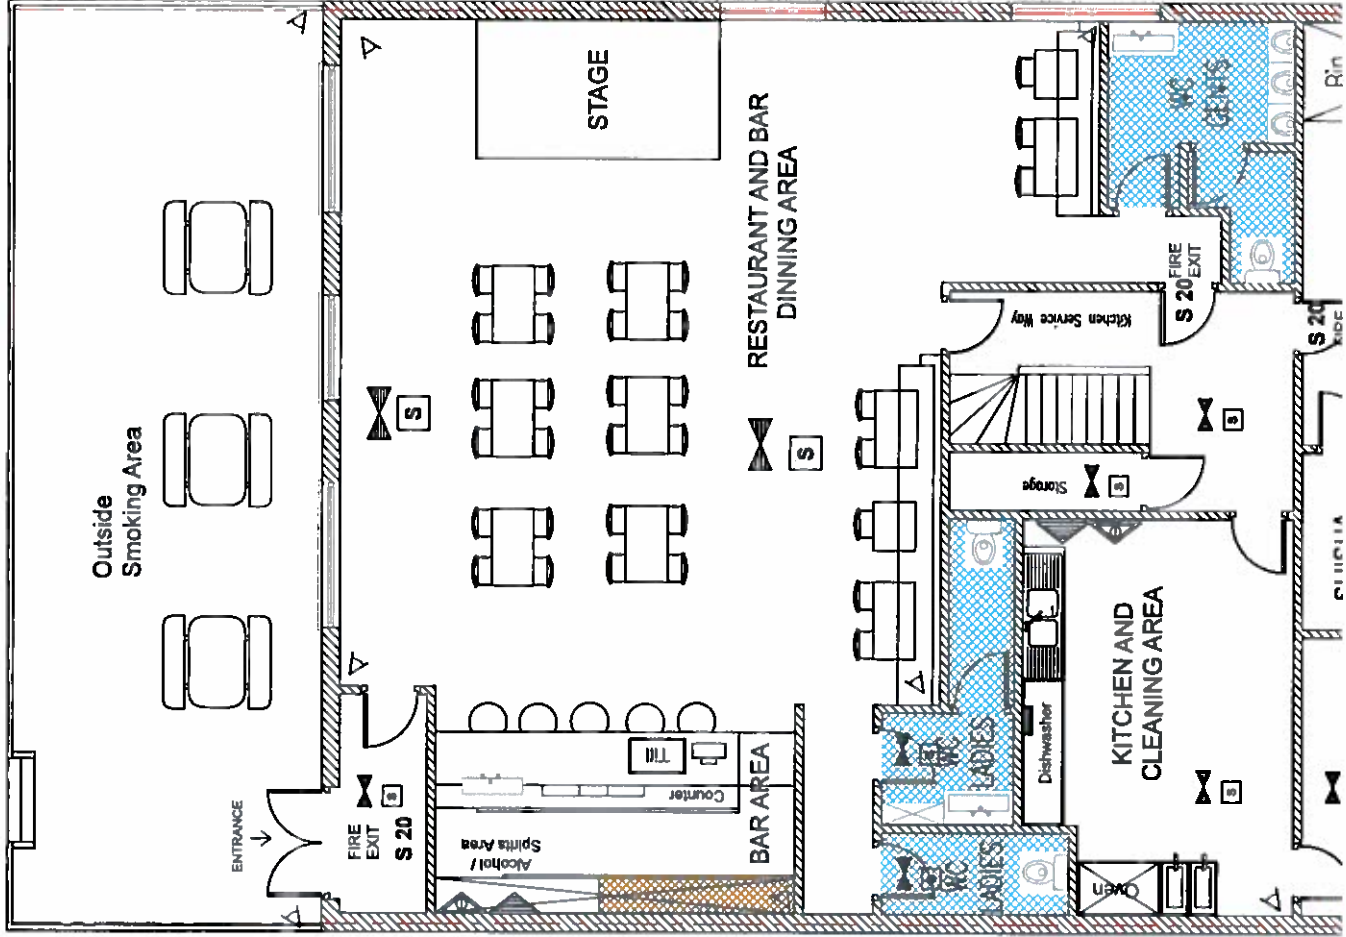 Outside
Smoking Area
STAGE
RESTAURANT AND BAR
DINNING AREA
WC
GENTS
Bin
S
S
FIRE
EXIT
S 20
Kitchen Service Way
S 20
FIRE
S
Storage
S
ENTRANCE
FIRE
EXIT
S 20
S
Till
Counter
BAR AREA
Alcohol /
Spirits Area
S
WC
LADIES
WC
LADIES
Dishwasher
KITCHEN AND
CLEANING AREA
S
Oven